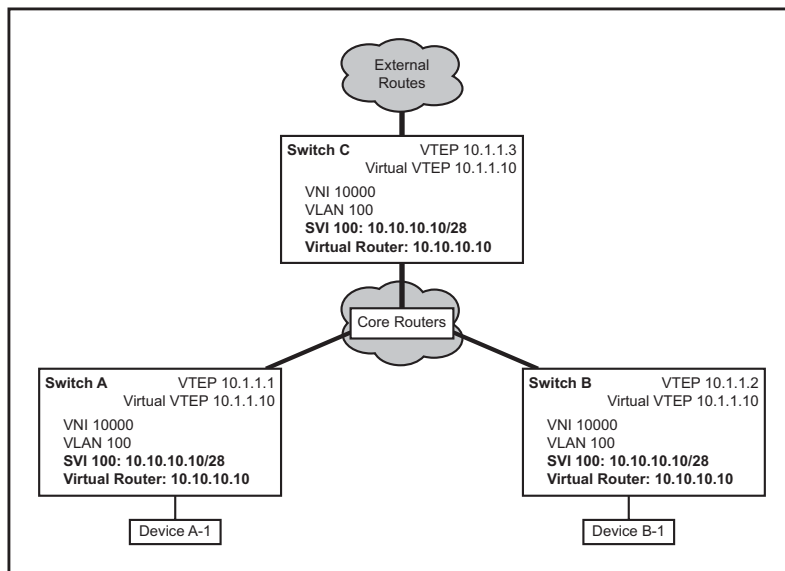 External
Routes
Switch C VTEP 10.1.1.3
Virtual VTEP 10.1.1.10
VNI 10000
VLAN 100
SVI 100: 10.10.10.10/28
Virtual Router: 10.10.10.10
Core Routers
Switch A VTEP 10.1.1.1
Virtual VTEP 10.1.1.10
VNI 10000
VLAN 100
SVI 100: 10.10.10.10/28
Virtual Router: 10.10.10.10
Device A-1
Switch B VTEP 10.1.1.2
Virtual VTEP 10.1.1.10
VNI 10000
VLAN 100
SVI 100: 10.10.10.10/28
Virtual Router: 10.10.10.10
Device B-1